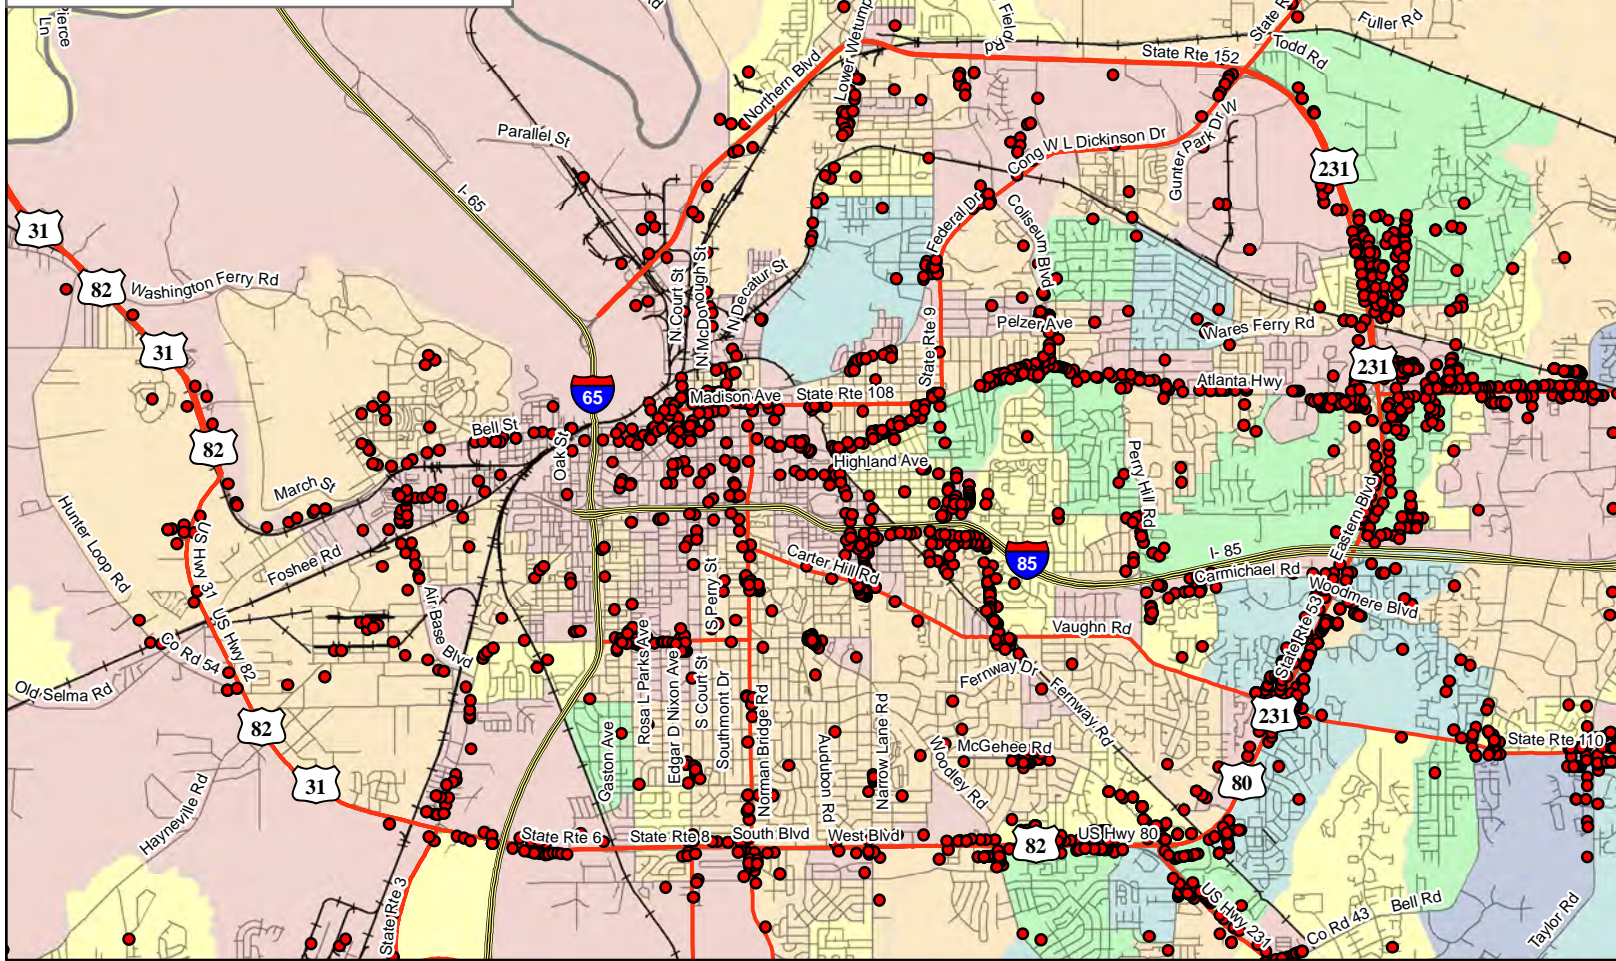 Pierce
Ln
Rd
Lower Wetump
Field
Rd
State R
Fuller Rd
Todd Rd
State Rte 152
Northern Blvd
Parallel St
Cong W L Dickinson Dr
Gunter Park Dr W
231
I- 65
31
Federal Dr
Coliseum Blvd
82
Washington Ferry Rd
N Court St
N McDonough St
N Decatur St
State Rte 9
Pelzer Ave
Wares Ferry Rd
31
231
65
Madison Ave
State Rte 108
Atlanta Hwy
82
Bell St
Oak St
Highland Ave
Perry Hill Rd
March St
Hunter Loop Rd
US Hwy 31
Foshee Rd
Eastern Blvd
I- 85
85
Carter Hill Rd
Carmichael Rd
Woodmere Blvd
S Perry St
Air Base Blvd
US Hwy 82
Co Rd 54
Vaughn Rd
State Rte 53
Old Selma Rd
Rosa L Parks Ave
Edgar D Nixon Ave
S Court St
Southmont Dr
Norman Bridge Rd
Fernway Dr
Fernway Rd
231
82
Gaston Ave
Audubon Rd
Narrow Lane Rd
Woodley Rd
McGehee Rd
State Rte 110
31
80
Hayneville Rd
State Rte 6
State Rte 8
South Blvd
West Blvd
82
US Hwy 80
State Rte 3
US Hwy 231
Co Rd 43
Bell Rd
Taylor Rd